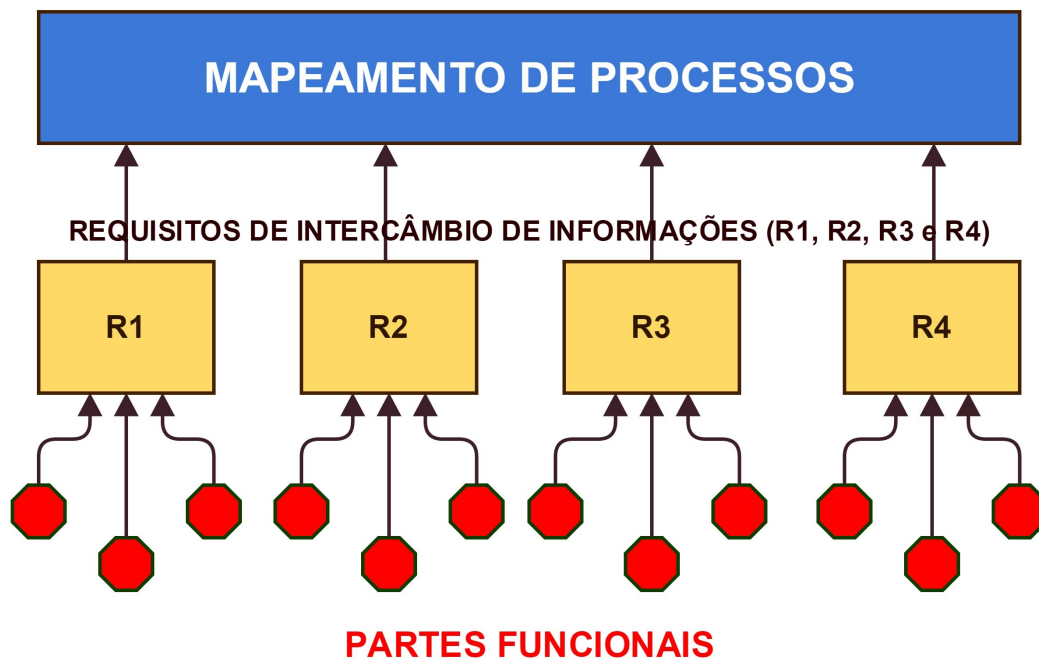 MAPEAMENTO DE PROCESSOS
REQUISITOS DE INTERCÂMBIO DE INFORMAÇÕES (R1, R2, R3 e R4)
R1
R2
R3
R4
PARTES FUNCIONAIS